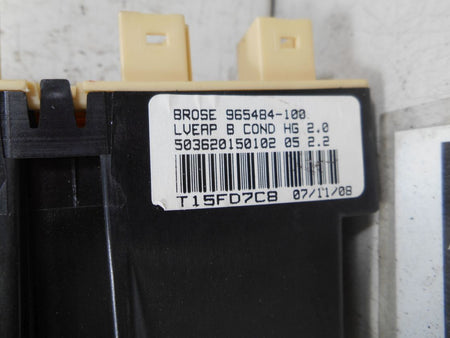 BROSE 965484-100
LVEAP B COND HG 2.0
503620150102 05 2.2
T15FD7C8 07/11/08